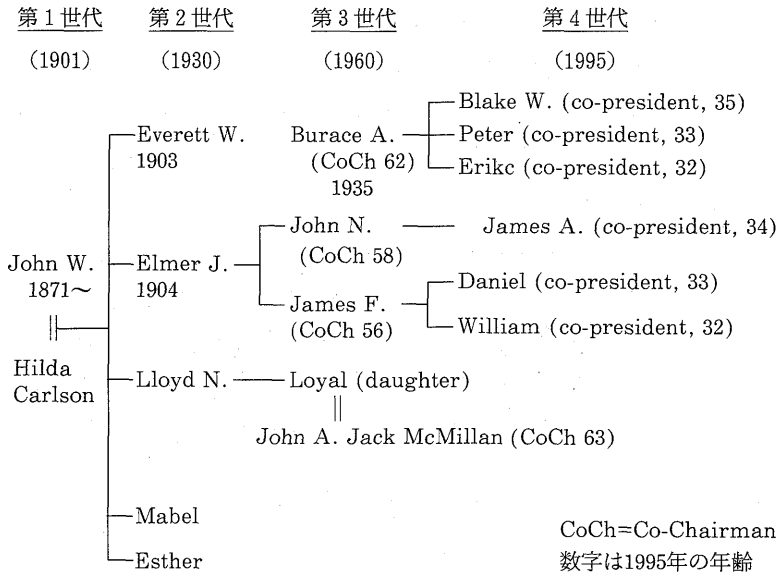 第1世代 第2世代 第3世代 第4世代
(1901) (1930) (1960) (1995)
Blake W. (co-president, 35)
Everett W. Burace A. Peter (co-president, 33)
1903 (CoCh 62) Erikc (co-president, 32)
1935
John N. James A. (co-president, 34)
(CoCh 58)
John W. Elmer J. Daniel (co-president, 33)
1871〜 1904
James F.
(CoCh 56) William (co-president, 32)
Hilda Lloyd N. Loyal (daughter)
Carlson
John A. Jack McMillan (CoCh 63)
Mabel
CoCh=Co-Chairman
Esther 数字は1995年の年齢